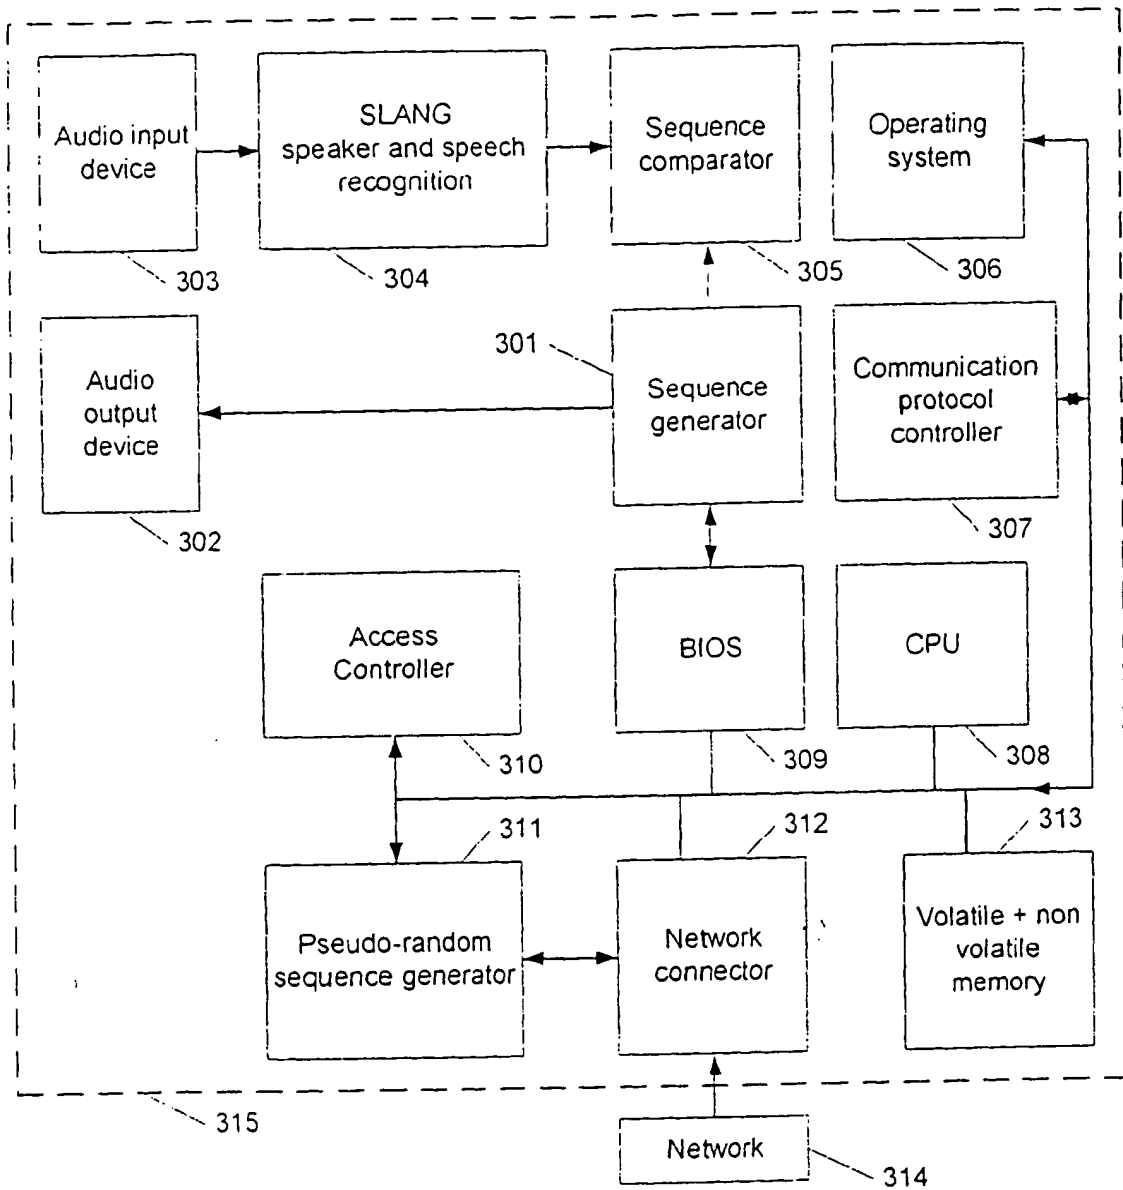 Audio input
device
303
SLANG
speaker and speech
recognition
304
Sequence
comparator
305
Operating
system
306
Audio
output
device
302
301
Sequence
generator
Communication
protocol
controller
307
Access
Controller
310
BIOS
309
CPU
308
311
Pseudo-random
sequence generator
312
Network
connector
313
Volatile + non
volatile
memory
315
Network
314